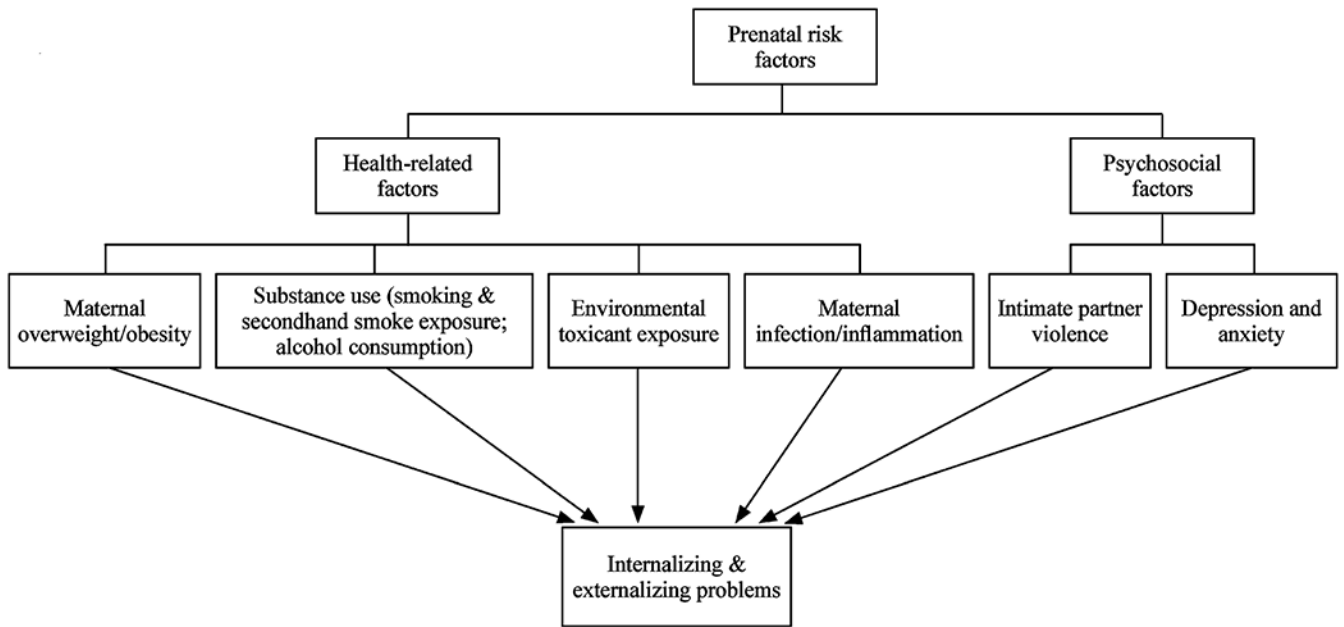 Prenatal risk
factors
Health-related
factors
Psychosocial
factors
Maternal
overweight/obesity
Substance use (smoking &
secondhand smoke exposure;
alcohol consumption)
Environmental
toxicant exposure
Maternal
infection/inflammation
Intimate partner
violence
Depression and
anxiety
Internalizing &
externalizing problems